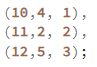 (10,4, 1),
(11,2, 2),
(12,5, 3);